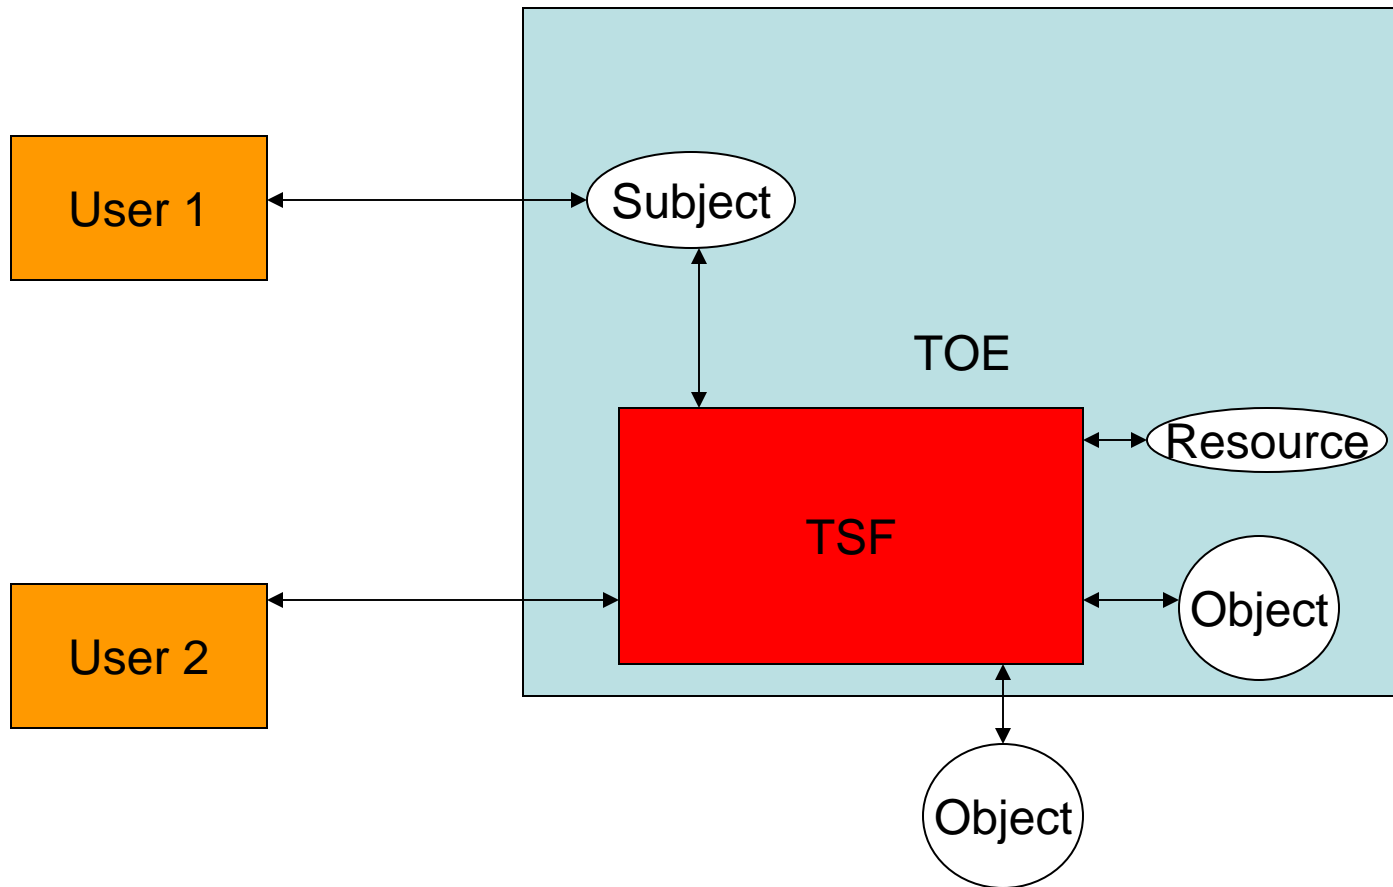 User 1
Subject
TOE
Resource
TSF
Object
User 2
Object